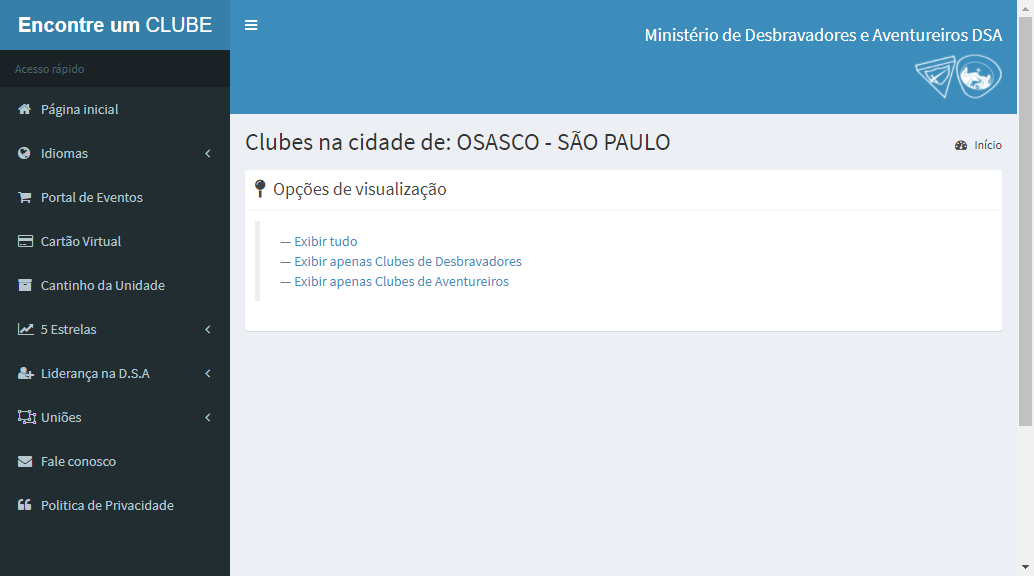 Encontre um CLUBE
Acesso rápido
Página inicial
Idiomas
Portal de Eventos
Cartão Virtual
Cantinho da Unidade
5 Estrelas
Liderança na D.S.A
Uniões
Fale conosco
Politica de Privacidade
Ministério de Desbravadores e Aventureiros DSA
Clubes na cidade de: OSASCO - SÃO PAULO
Início
Opções de visualização
— Exibir tudo
— Exibir apenas Clubes de Desbravadores
— Exibir apenas Clubes de Aventureiros